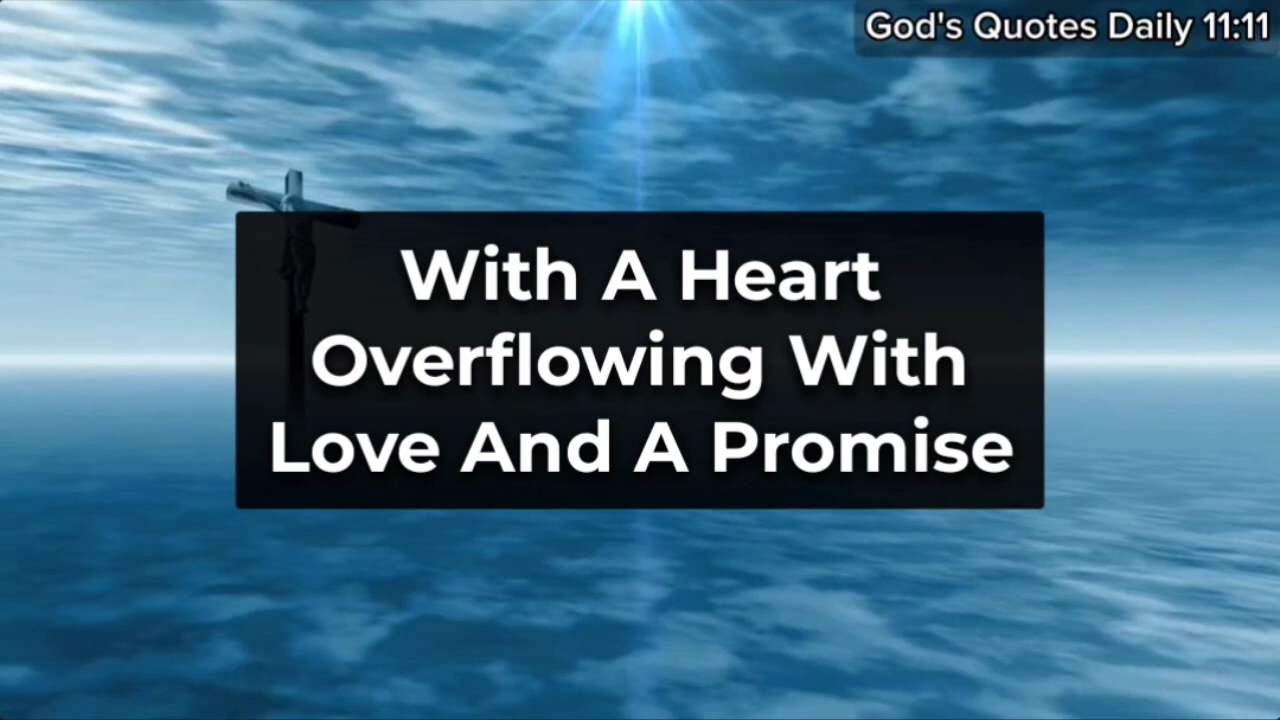 God's Quotes Daily 11:11
With A Heart
Overflowing With
Love And A Promise